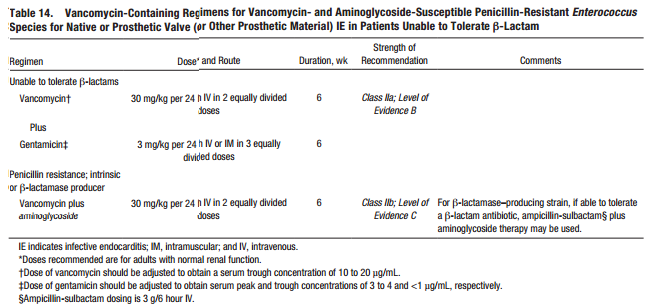 Table 14. Vancomycin-Containing Regimens for Vancomycin- and Aminoglycoside-Susceptible Penicillin-Resistant Enterococcus
Species for Native or Prosthetic Valve (or Other Prosthetic Material) IE in Patients Unable to Tolerate β-Lactam
Regimen Dose* and Route Duration, wk Strength of Recommendation Comments
Unable to tolerate β-lactams
Vancomycin† 30 mg/kg per 24 h IV in 2 equally divided doses 6 Class IIa; Level of Evidence B
Plus
Gentamicin‡ 3 mg/kg per 24 h IV or IM in 3 equally divided doses 6
Penicillin resistance; intrinsic
or β-lactamase producer
Vancomycin plus aminoglycoside 30 mg/kg per 24 h IV in 2 equally divided doses 6 Class IIb; Level of Evidence C For β-lactamase–producing strain, if able to tolerate
a β-lactam antibiotic, ampicillin-sulbactam§ plus
aminoglycoside therapy may be used.
IE indicates infective endocarditis; IM, intramuscular; and IV, intravenous.
*Doses recommended are for adults with normal renal function.
†Dose of vancomycin should be adjusted to obtain a serum trough concentration of 10 to 20 μg/mL.
‡Dose of gentamicin should be adjusted to obtain serum peak and trough concentrations of 3 to 4 and <1 μg/mL, respectively.
§Ampicillin-sulbactam dosing is 3 g/6 hour IV.